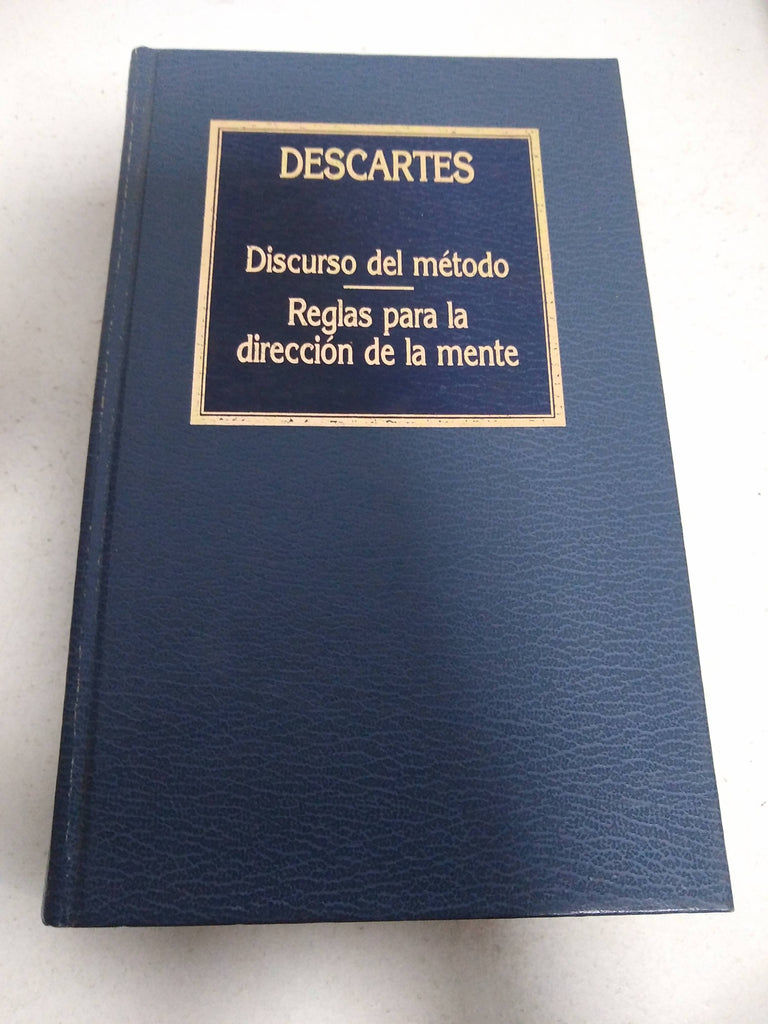 DESCARTES
Discurso del método
Reglas para la
dirección de la mente